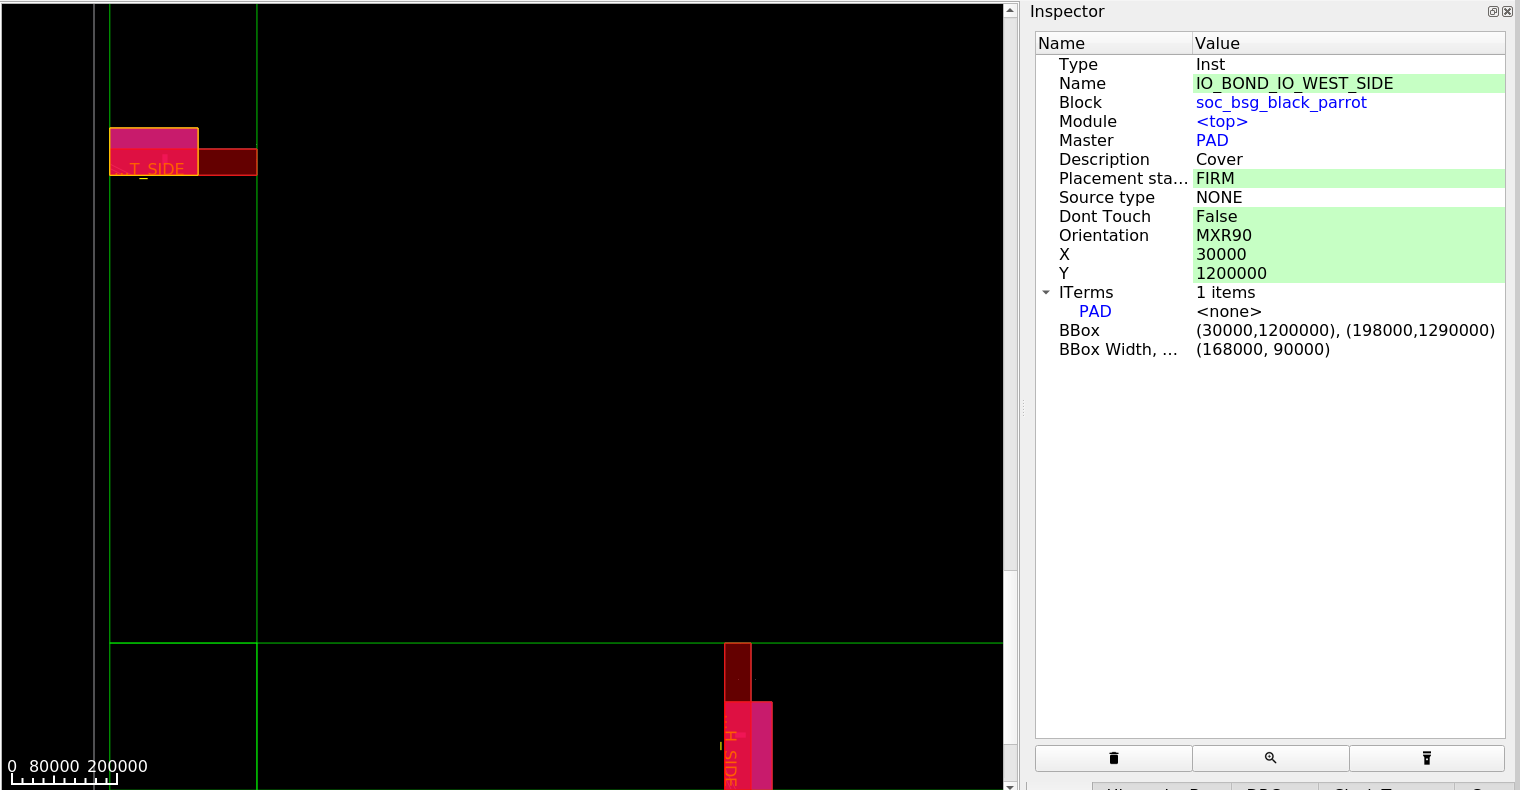 Inspector
Name Value
Type Inst
Name IO_BOND_IO_WEST_SIDE
Block soc_bsg_black_parrot
Module <top>
Master PAD
Description Cover
Placement sta... FIRM
Source type NONE
Dont Touch False
Orientation MXR90
X 30000
Y 1200000
ITerms 1 items
PAD <none>
BBox (30000,1200000), (198000,1290000)
BBox Width, ... (168000, 90000)
...T_SIDE
...H_SIDE
0 80000 200000